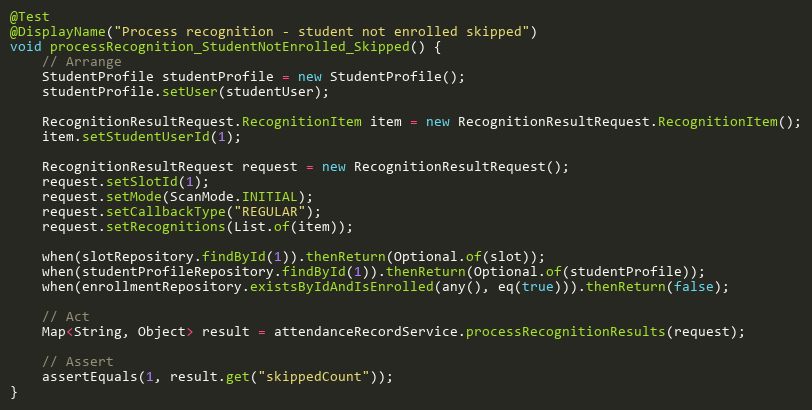 @Test
@DisplayName("Process recognition - student not enrolled skipped")
void processRecognition_StudentNotEnrolled_Skipped() {
    // Arrange
    StudentProfile studentProfile = new StudentProfile();
    studentProfile.setUser(studentUser);

    RecognitionResultRequest.RecognitionItem item = new RecognitionResultRequest.RecognitionItem();
    item.setStudentUserId(1);

    RecognitionResultRequest request = new RecognitionResultRequest();
    request.setSlotId(1);
    request.setMode(ScanMode.INITIAL);
    request.setCallbackType("REGULAR");
    request.setRecognitions(List.of(item));

    when(slotRepository.findById(1)).thenReturn(Optional.of(slot));
    when(studentProfileRepository.findById(1)).thenReturn(Optional.of(studentProfile));
    when(enrollmentRepository.existsByIdAndIsEnrolled(any(), eq(true))).thenReturn(false);

    // Act
    Map<String, Object> result = attendanceRecordService.processRecognitionResults(request);

    // Assert
    assertEquals(1, result.get("skippedCount"));
}